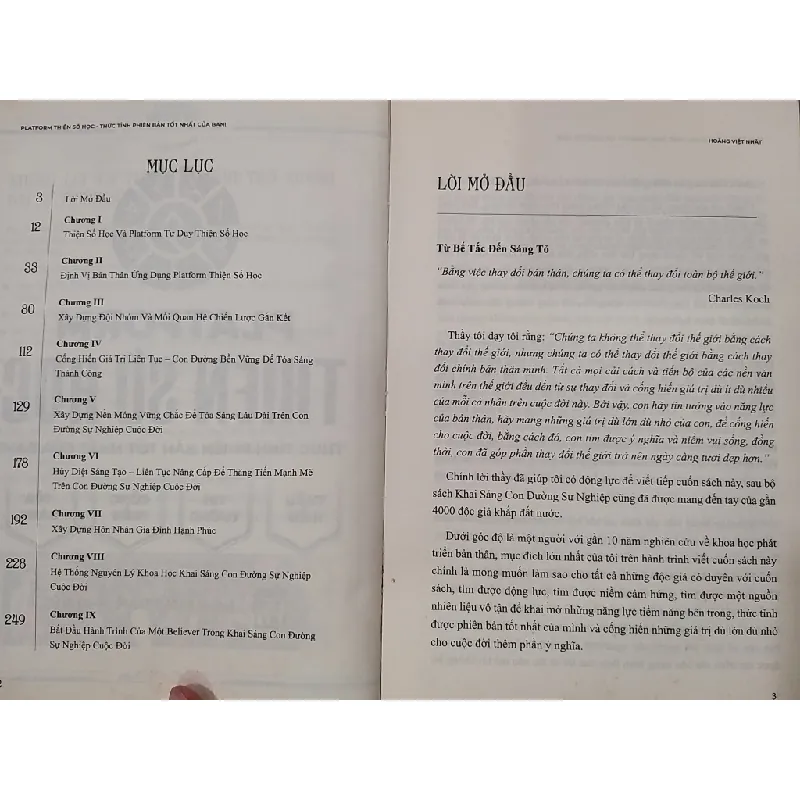 PLATFORM THIÊN SỐ HỌC - THỨC TỈNH PHIÊN BẢN TỐT NHẤT CỦA BẠN!
MỤC LỤC
3 Lời Mở Đầu
12 Chương I
Thiện Số Học Và Platform Tư Duy Thiện Số Học
33 Chương II
Định Vị Bản Thân Ứng Dụng Platform Thiện Số Học
80 Chương III
Xây Dựng Đội Nhóm Và Mối Quan Hệ Chiến Lược Gắn Kết
112 Chương IV
Cống Hiến Giá Trị Liên Tục – Con Đường Bền Vững Để Tỏa Sáng
Thành Công
129 Chương V
Xây Dựng Nền Móng Vững Chắc Để Tỏa Sáng Lâu Dài Trên Con
Đường Sự Nghiệp Cuộc Đời
178 Chương VI
Hủy Diệt Sáng Tạo – Liên Tục Nâng Cấp Để Thăng Tiến Mạnh Mẽ
Trên Con Đường Sự Nghiệp Cuộc Đời
192 Chương VII
Xây Dựng Hôn Nhân Gia Đình Hạnh Phúc
228 Chương VIII
Hệ Thống Nguyên Lý Khoa Học Khai Sáng Con Đường Sự Nghiệp
Cuộc Đời
249 Chương IX
Bắt Đầu Hành Trình Của Một Believer Trong Khai Sáng Con Đường
Sự Nghiệp Cuộc Đời
2
HOÀNG VIỆT NHẤT
LỜI MỞ ĐẦU
Từ Bế Tắc Đến Sáng Tỏ
"Bằng việc thay đổi bản thân, chúng ta có thể thay đổi toàn bộ thế giới."
Charles Koch
Thầy tôi dạy tôi rằng: "Chúng ta không thể thay đổi thế giới bằng cách
thay đổi thế giới, nhưng chúng ta có thể thay đổi thế giới bằng cách thay
đổi chính bản thân mình. Tất cả mọi cải cách và tiến bộ của các nền văn
minh trên thế giới đều đến từ sự thay đổi và cống hiến giá trị dù ít dù nhiều
của mỗi cá nhân trên cuộc đời này. Bởi vậy, con hãy tin tưởng vào năng lực
của bản thân, hãy mang những giá trị dù lớn dù nhỏ của con, để cống hiến
cho cuộc đời, bằng cách đó, con tìm được ý nghĩa và niềm vui sống, đồng
thời, con đã góp phần thay đổi thế giới trở nên ngày càng tươi đẹp hơn."
Chính lời thầy đã giúp tôi có động lực để viết tiếp cuốn sách này, sau bộ
sách Khai Sáng Con Đường Sự Nghiệp cũng đã được mang đến tay của gần
4000 độc giả khắp đất nước.
Dưới góc độ là một người với gần 10 năm nghiên cứu về khoa học phát
triển bản thân, mục đích lớn nhất của tôi trên hành trình viết cuốn sách này
chính là mong muốn làm sao cho tất cả những độc giả có duyên với cuốn
sách, tìm được động lực, tìm được niềm cảm hứng, tìm được một nguồn
nhiên liệu vô tận để khai mở những năng lực tiềm năng bên trong, thức tỉnh
được phiên bản tốt nhất của mình và cống hiến những giá trị dù lớn dù nhỏ
cho cuộc đời thêm phần ý nghĩa.
3